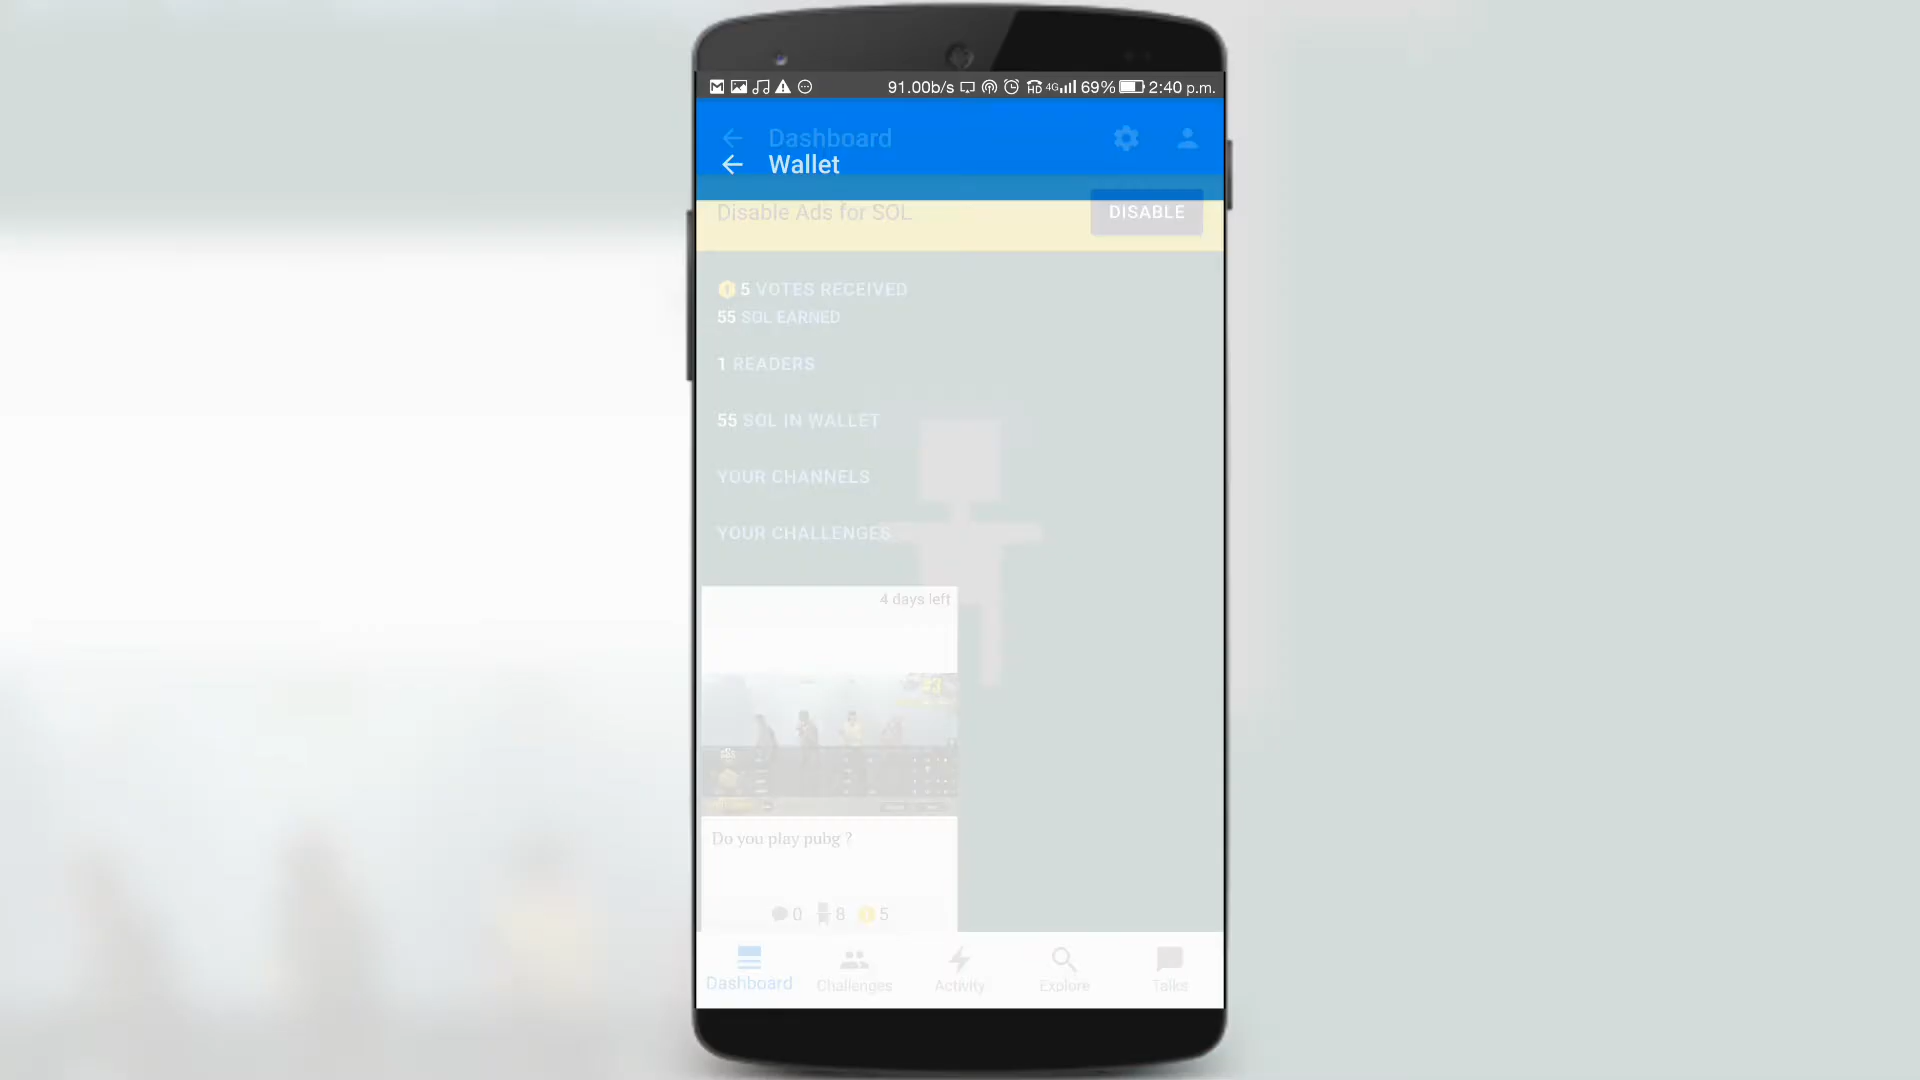 91.00b/s HD 4G 69% 2:40 p.m.
Dashboard
Wallet
Disable Ads for SOL
DISABLE
5 VOTES RECEIVED
55 SOL EARNED
1 READERS
55 SOL IN WALLET
YOUR CHANNELS
YOUR CHALLENGES
4 days left
#3
Do you play pubg ?
0 8 5
Dashboard
Challenges
Activity
Explore
Talks